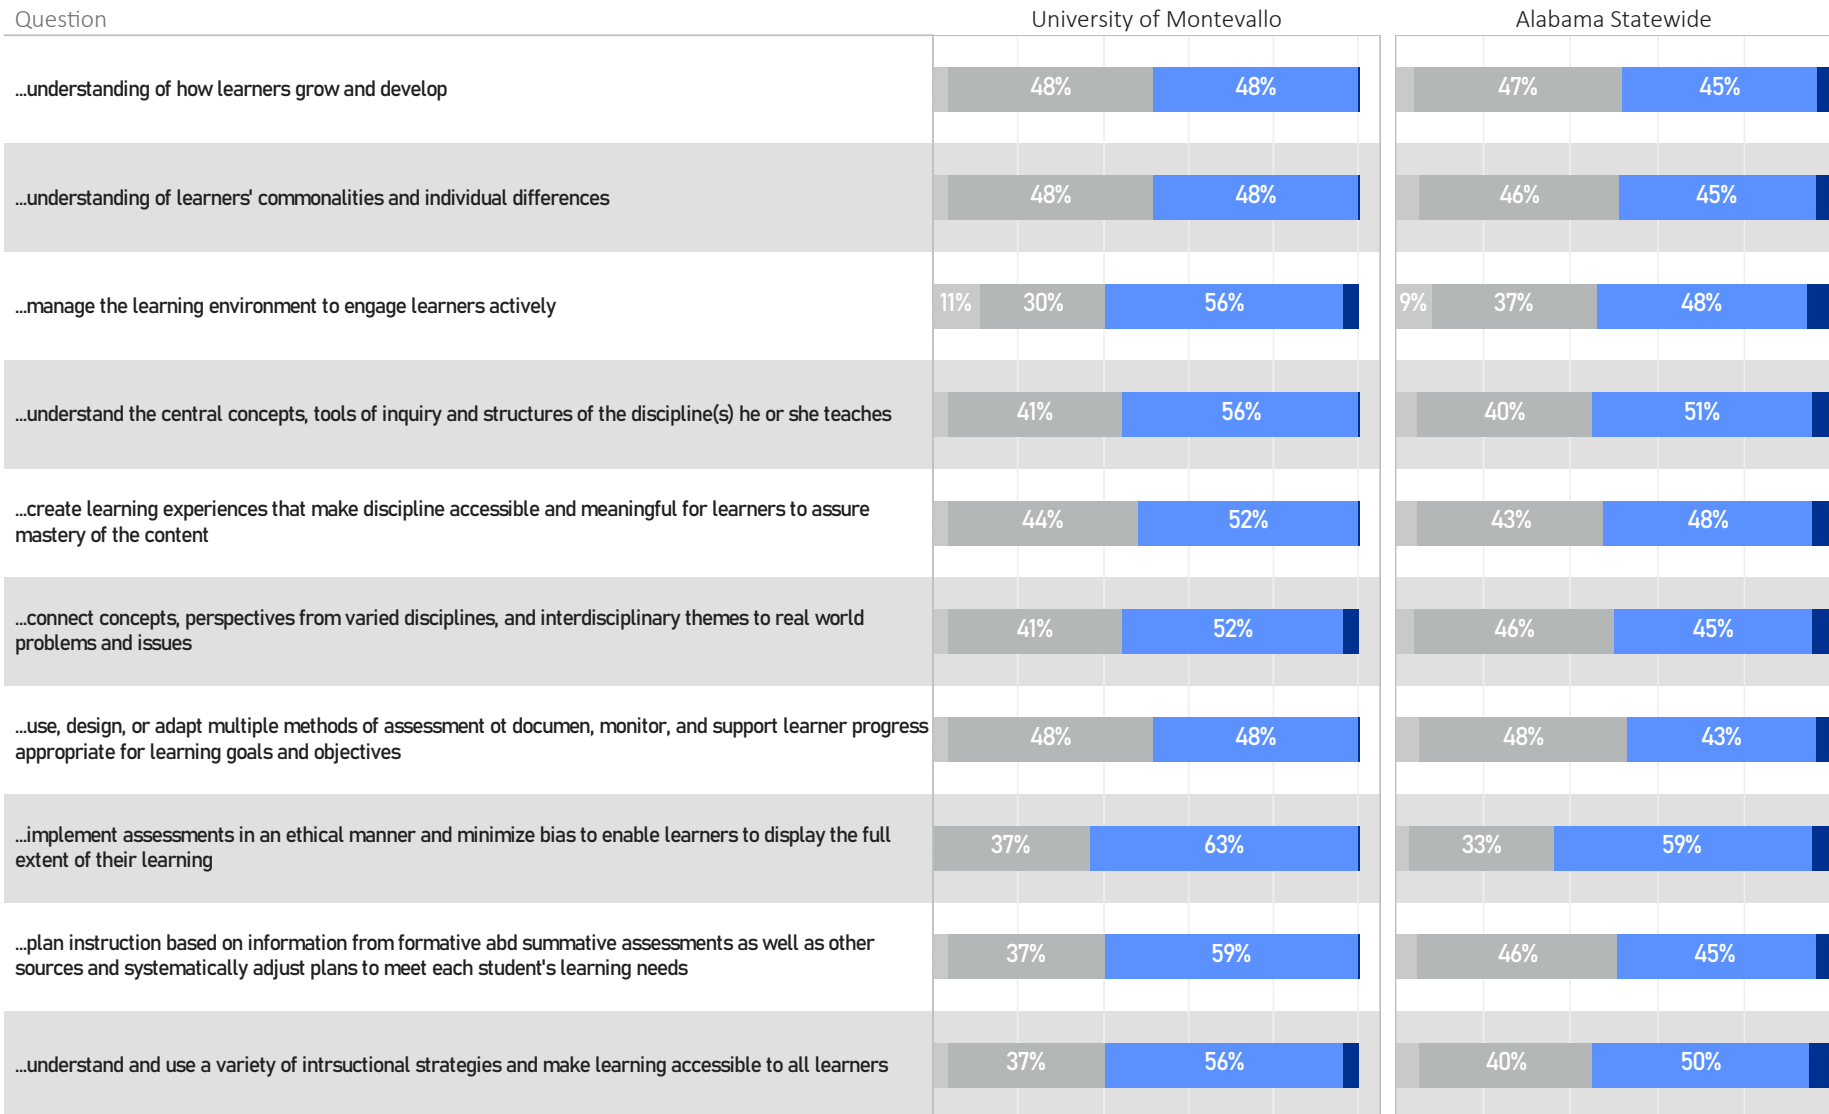 Question University of Montevallo Alabama Statewide
...understanding of how learners grow and develop 48% 48% 47% 45%
...understanding of learners' commonalities and individual differences 48% 48% 46% 45%
...manage the learning environment to engage learners actively 11% 30% 56% 9% 37% 48%
...understand the central concepts, tools of inquiry and structures of the discipline(s) he or she teaches 41% 56% 40% 51%
...create learning experiences that make discipline accessible and meaningful for learners to assure
mastery of the content
44% 52% 43% 48%
...connect concepts, perspectives from varied disciplines, and interdisciplinary themes to real world
problems and issues
41% 52% 46% 45%
...use, design, or adapt multiple methods of assessment ot documen, monitor, and support learner progress
appropriate for learning goals and objectives
48% 48% 48% 43%
...implement assessments in an ethical manner and minimize bias to enable learners to display the full
extent of their learning
37% 63% 33% 59%
...plan instruction based on information from formative abd summative assessments as well as other
sources and systematically adjust plans to meet each student's learning needs
37% 59% 46% 45%
...understand and use a variety of intrsuctional strategies and make learning accessible to all learners 37% 56% 40% 50%